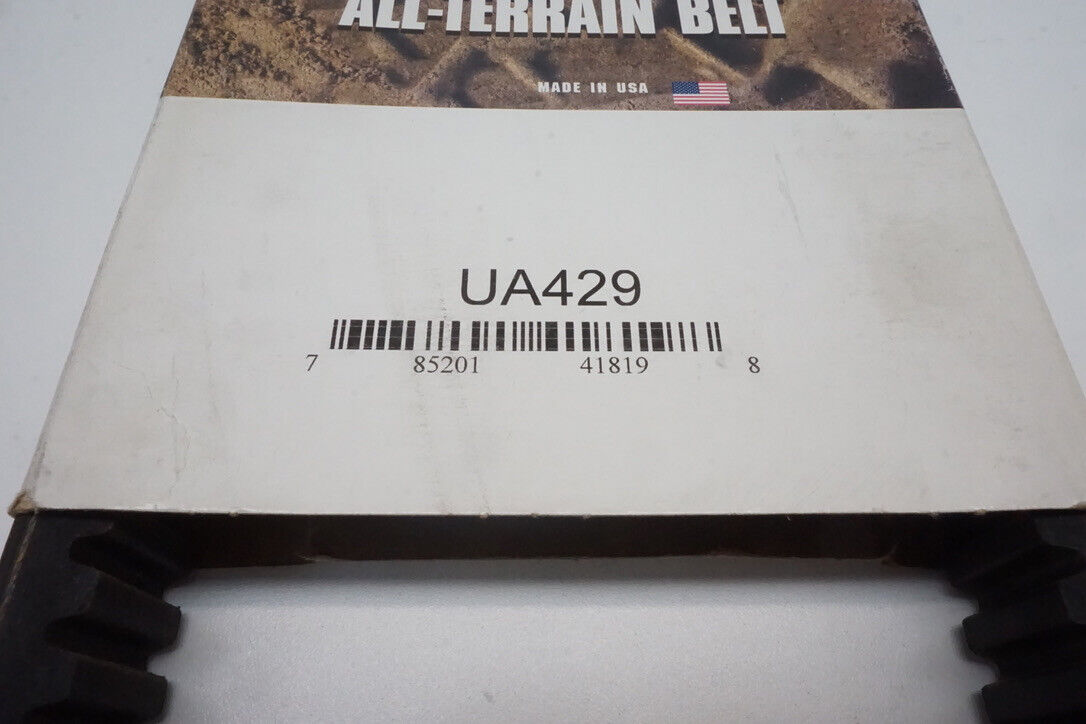 ALL-TERRAIN BELT
MADE IN USA
UA429
7 85201 41819 8